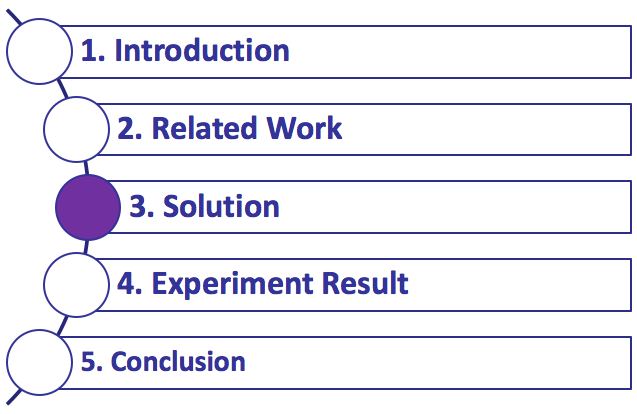 1. Introduction
2. Related Work
3. Solution
4. Experiment Result
5. Conclusion